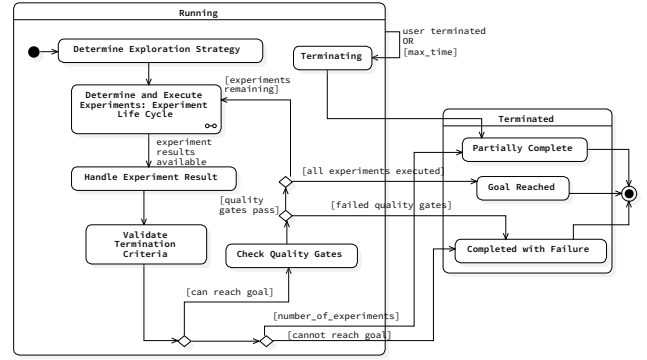 Running
Determine Exploration Strategy
Terminating
user terminated
OR
[max_time]
Determine and Execute
Experiments: Experiment
Life Cycle
[experiments
remaining]
experiment
results
available
Handle Experiment Result
Terminated
Partially Complete
[all experiments executed]
Goal Reached
[quality
gates pass]
[failed quality gates]
Validate
Termination
Criteria
Check Quality Gates
Completed with Failure
[can reach goal]
[number_of_experiments]
[cannot reach goal]